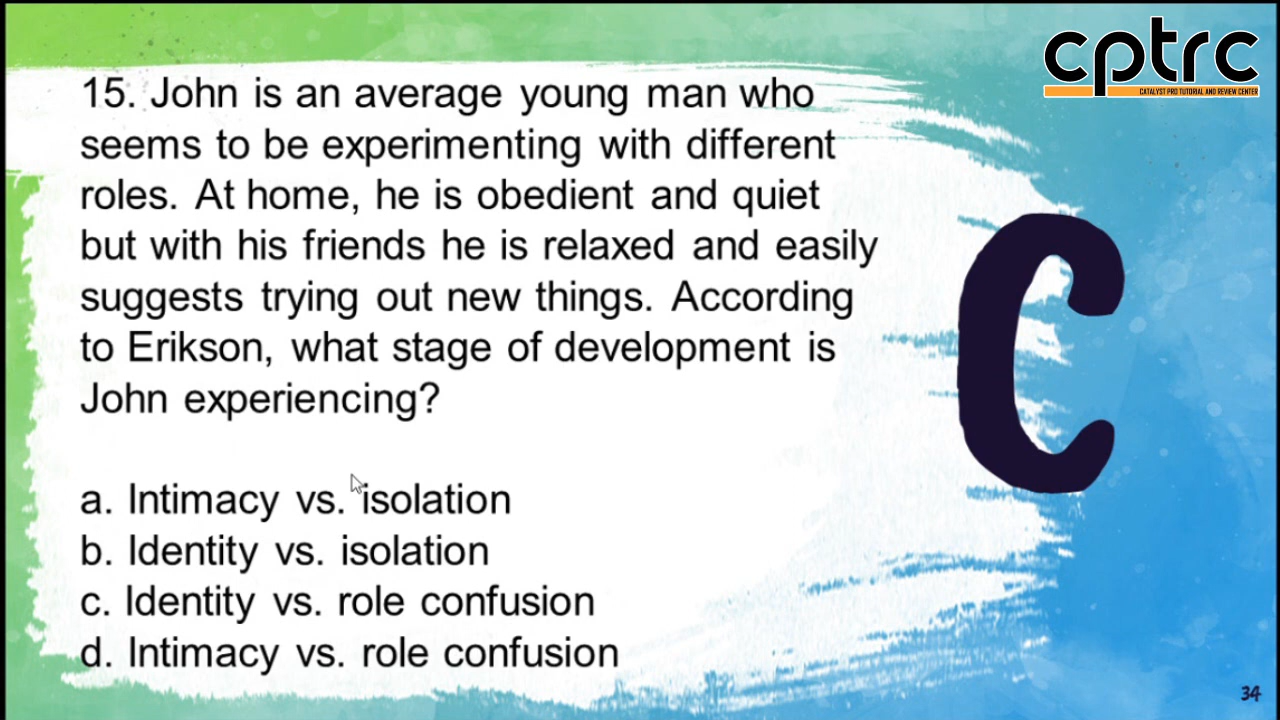 cptrc
CATALYST PRO TUTORIAL AND REVIEW CENTER
15. John is an average young man who
seems to be experimenting with different
roles. At home, he is obedient and quiet
but with his friends he is relaxed and easily
suggests trying out new things. According
to Erikson, what stage of development is
John experiencing?
a. Intimacy vs. isolation
b. Identity vs. isolation
c. Identity vs. role confusion
d. Intimacy vs. role confusion
C
34